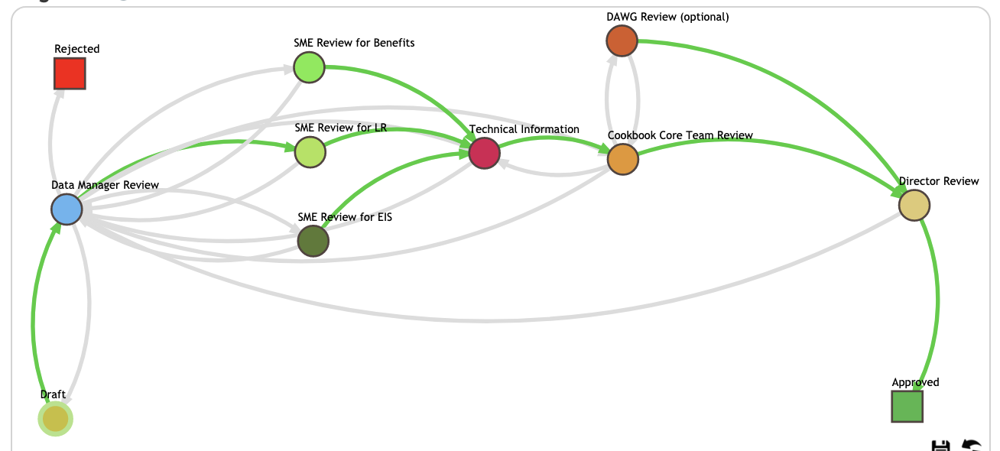 DAWG Review (optional)
SME Review for Benefits
Rejected
SME Review for LR
Technical Information
Cookbook Core Team Review
Data Manager Review
Director Review
SME Review for EIS
Approved
Draft